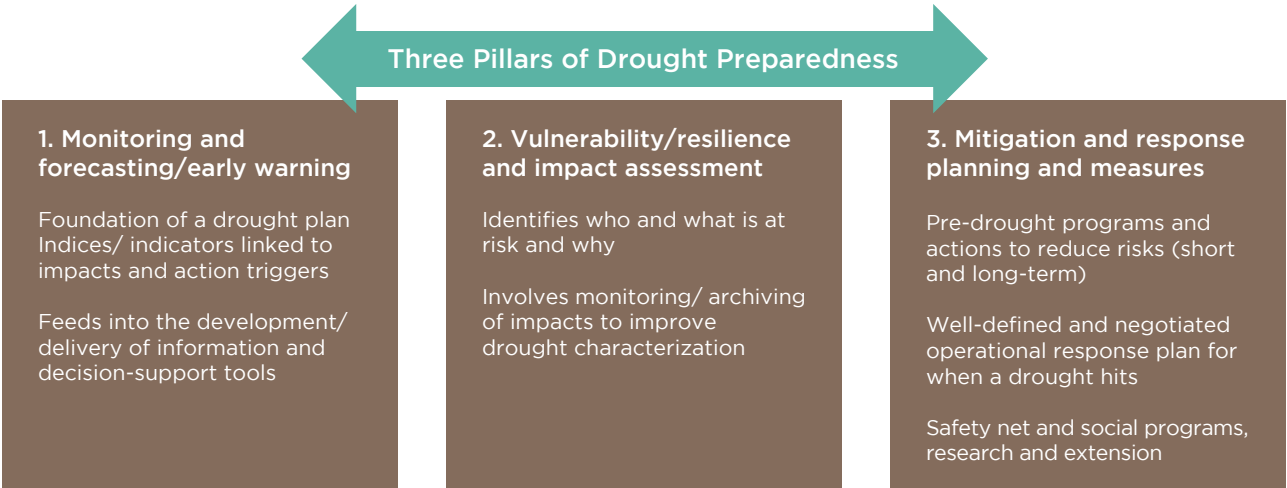 Three Pillars of Drought Preparedness
1. Monitoring and
forecasting/early warning
Foundation of a drought plan
Indices/ indicators linked to
impacts and action triggers
Feeds into the development/
delivery of information and
decision-support tools
2. Vulnerability/resilience
and impact assessment
Identifies who and what is at
risk and why
Involves monitoring/ archiving
of impacts to improve
drought characterization
3. Mitigation and response
planning and measures
Pre-drought programs and
actions to reduce risks (short
and long-term)
Well-defined and negotiated
operational response plan for
when a drought hits
Safety net and social programs,
research and extension